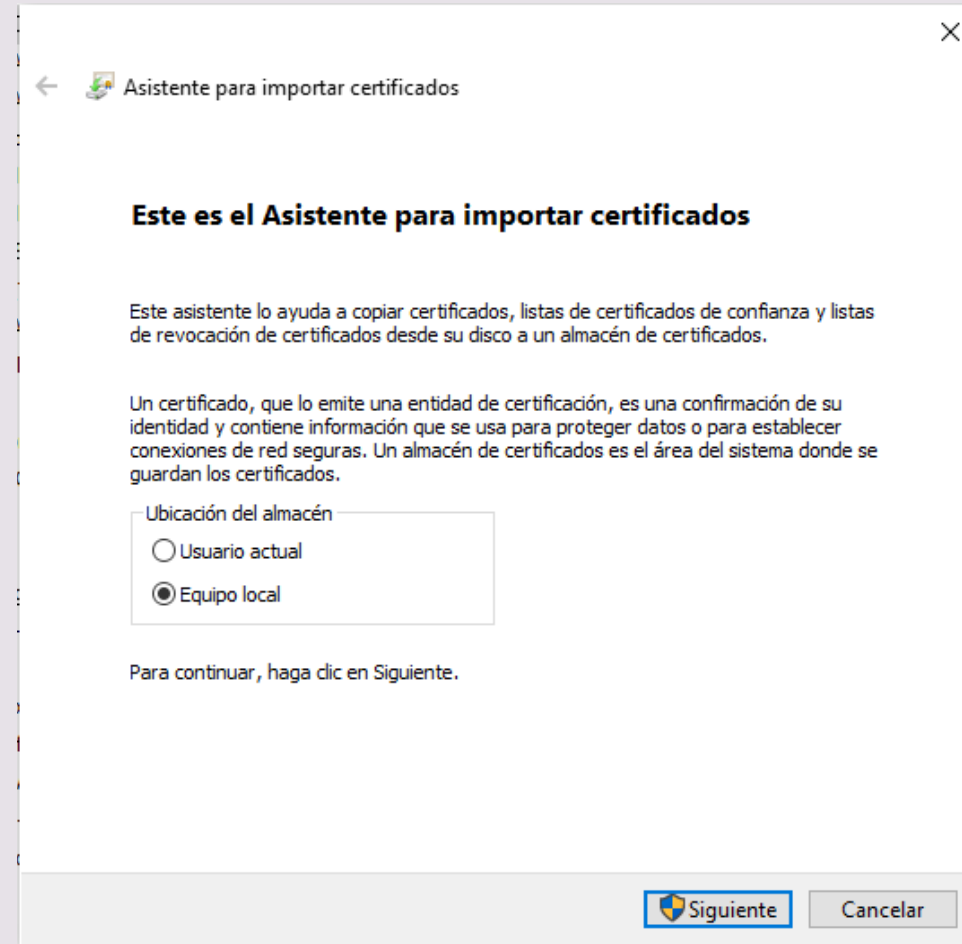 Asistente para importar certificados
Este es el Asistente para importar certificados
Este asistente lo ayuda a copiar certificados, listas de certificados de confianza y listas
de revocación de certificados desde su disco a un almacén de certificados.
Un certificado, que lo emite una entidad de certificación, es una confirmación de su
identidad y contiene información que se usa para proteger datos o para establecer
conexiones de red seguras. Un almacén de certificados es el área del sistema donde se
guardan los certificados.
Ubicación del almacén
Usuario actual
Equipo local
Para continuar, haga clic en Siguiente.
Siguiente
Cancelar